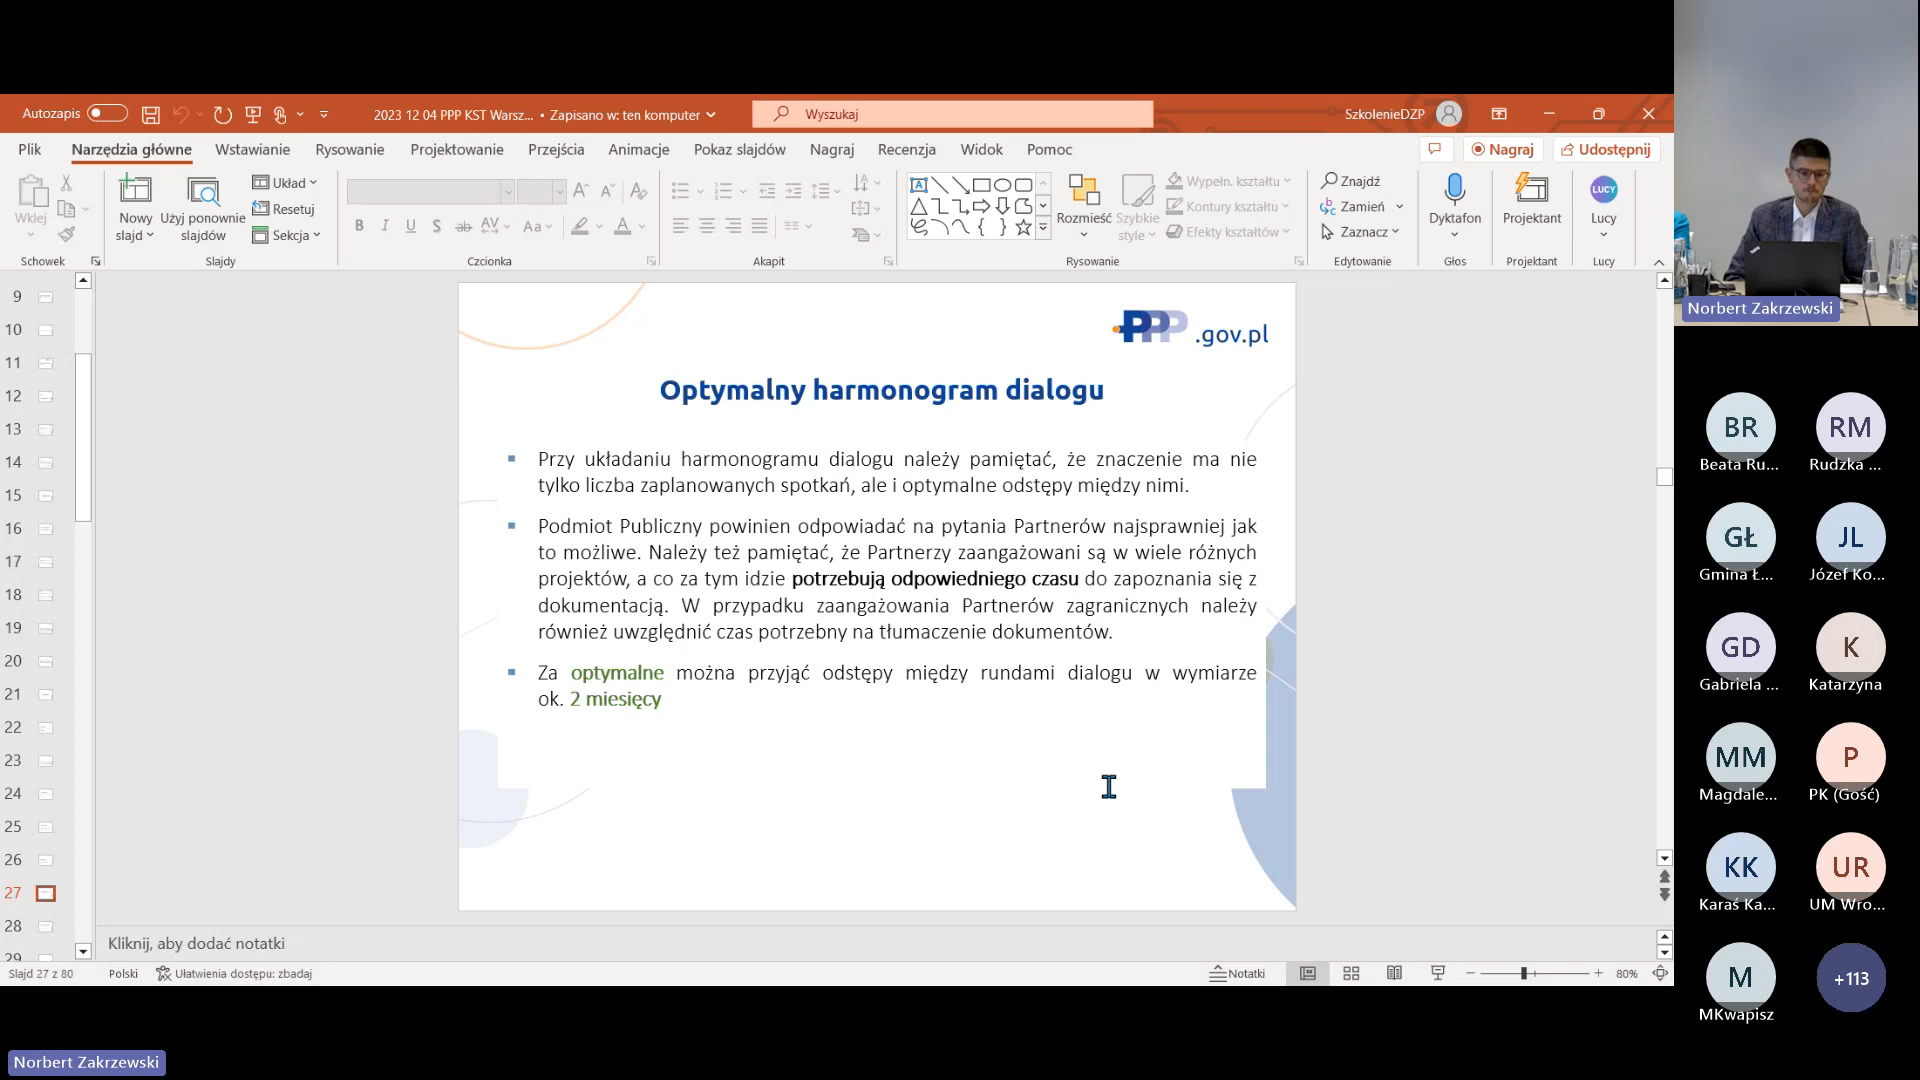 Autozapis
2023 12 04 PPP KST Warsz... • Zapisano w: ten komputer
Wyszukaj
SzkolenieDZP
Plik
Narzędzia główne
Wstawianie
Rysowanie
Projektowanie
Przejścia
Animacje
Pokaz slajdów
Nagraj
Recenzja
Widok
Pomoc
Nagraj
Udostępnij
Wklej
Schowek
Nowy
slajd
Użyj ponownie
slajdów
Układ
Resetuj
Sekcja
Slajdy
B I U S ab AV Aa A
Czcionka
Akapit
Rozmieść
Szybkie
style
Wypełn. kształtu
Kontury kształtu
Efekty kształtów
Rysowanie
Znajdź
Zamień
Zaznacz
Edytowanie
Dyktafon
Głos
Projektant
Projektant
LUCY
Lucy
Lucy
9
10
11
12
13
14
15
16
17
18
19
20
21
22
23
24
25
26
27
28
29
PPP .gov.pl
Optymalny harmonogram dialogu
Przy układaniu harmonogramu dialogu należy pamiętać, że znaczenie ma nie
tylko liczba zaplanowanych spotkań, ale i optymalne odstępy między nimi.
Podmiot Publiczny powinien odpowiadać na pytania Partnerów najsprawniej jak
to możliwe. Należy też pamiętać, że Partnerzy zaangażowani są w wiele różnych
projektów, a co za tym idzie potrzebują odpowiedniego czasu do zapoznania się z
dokumentacją. W przypadku zaangażowania Partnerów zagranicznych należy
również uwzględnić czas potrzebny na tłumaczenie dokumentów.
Za optymalne można przyjąć odstępy między rundami dialogu w wymiarze
ok. 2 miesięcy
Kliknij, aby dodać notatki
Slajd 27 z 80
Polski
Ułatwienia dostępu: zbadaj
Notatki
80%
Norbert Zakrzewski
BR
Beata Ru...
RM
Rudzka ...
GŁ
Gmina Ł...
JL
Józef Ko...
GD
Gabriela ...
K
Katarzyna
MM
Magdale...
P
PK (Gość)
KK
Karaś Ka...
UR
UM Wro...
M
MKwapisz
+113
Norbert Zakrzewski